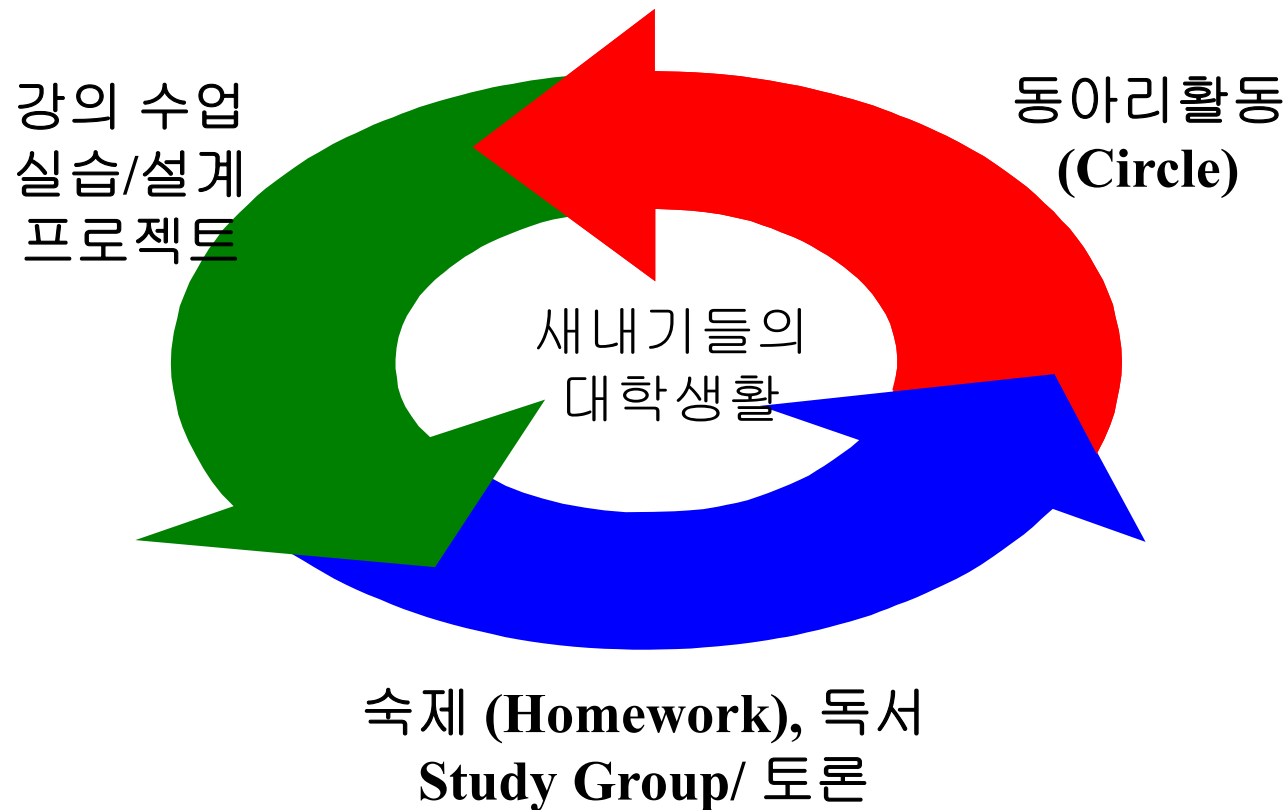 강의 수업
실습/설계
프로젝트
동아리활동
(Circle)
새내기들의
대학생활
숙제 (Homework), 독서
Study Group/ 토론